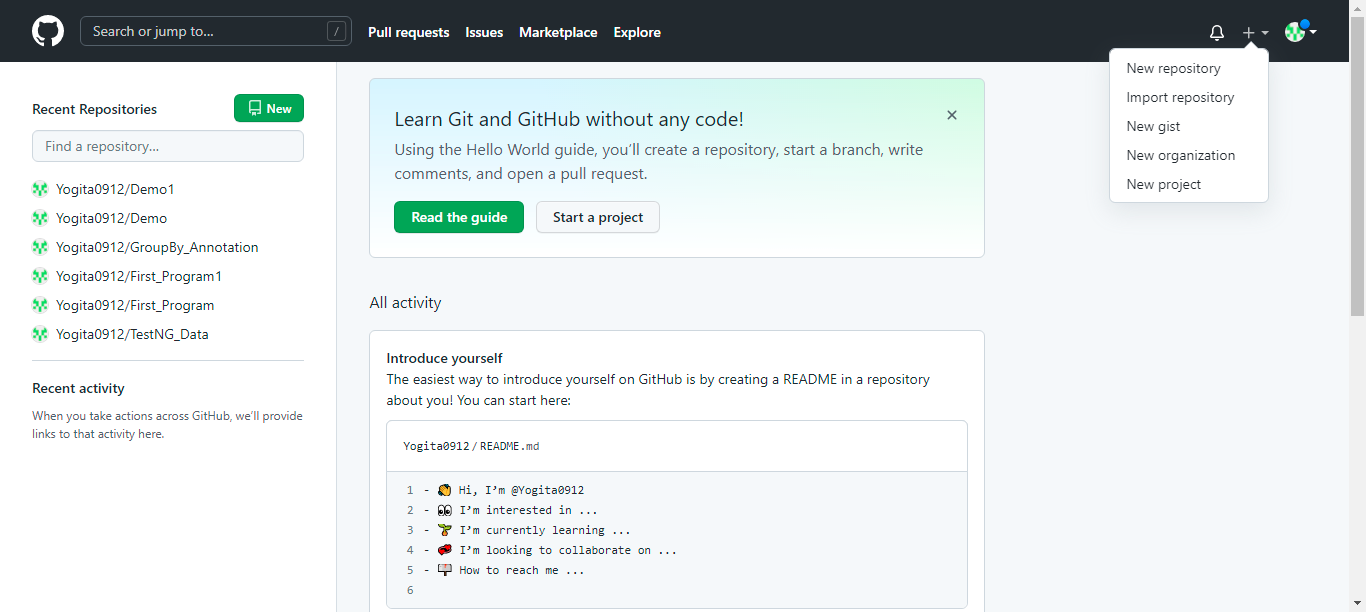 Search or jump to...
/
Pull requests
Issues
Marketplace
Explore
New repository
Import repository
New gist
New organization
New project
Recent Repositories
New
Find a repository...
Yogita0912/Demo1
Yogita0912/Demo
Yogita0912/GroupBy_Annotation
Yogita0912/First_Program1
Yogita0912/First_Program
Yogita0912/TestNG_Data
Recent activity
When you take actions across GitHub, we’ll provide
links to that activity here.
Learn Git and GitHub without any code!
Using the Hello World guide, you’ll create a repository, start a branch, write
comments, and open a pull request.
Read the guide
Start a project
All activity
Introduce yourself
The easiest way to introduce yourself on GitHub is by creating a README in a repository
about you! You can start here:
Yogita0912/README.md
1 - 👋 Hi, I’m @Yogita0912
2 - 👀 I’m interested in ...
3 - 🌱 I’m currently learning ...
4 - 💞️ I’m looking to collaborate on ...
5 - 📫 How to reach me ...
6